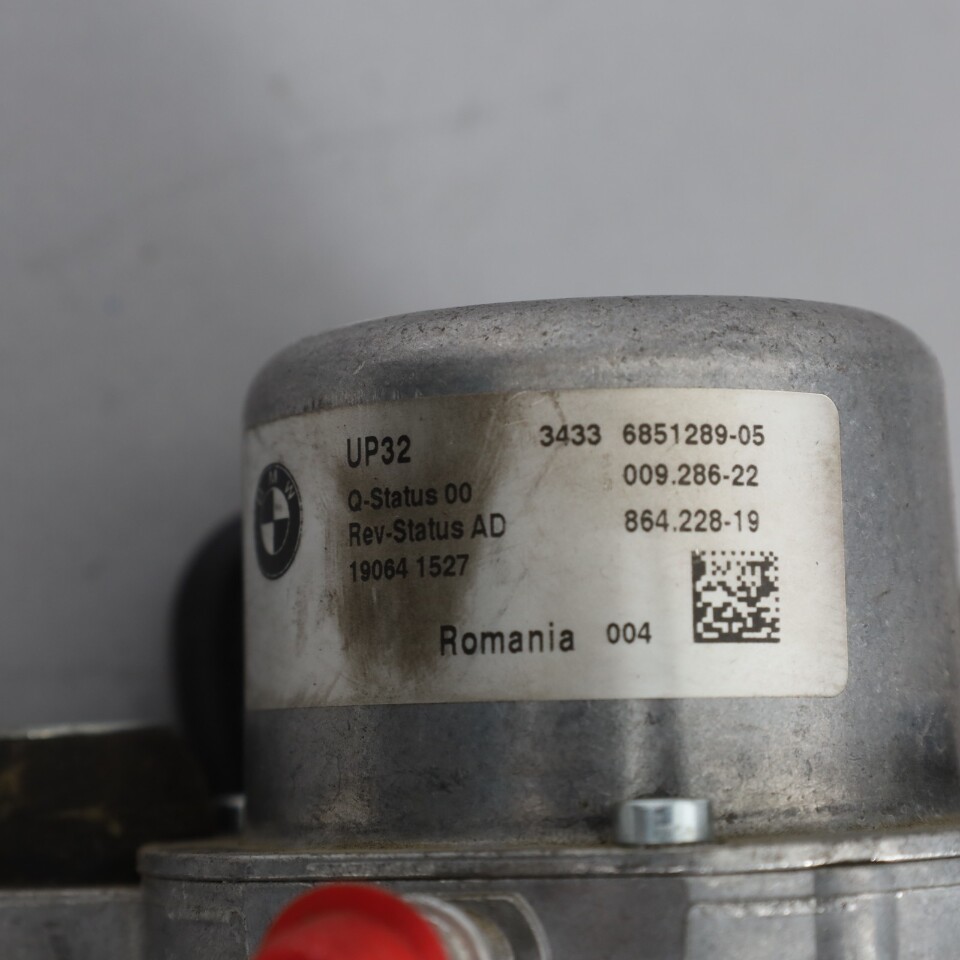 UP32 3433 6851289-05
009.286-22
Q-Status 00
Rev-Status AD 864.228-19
19064 1527
Romania 004
BMW